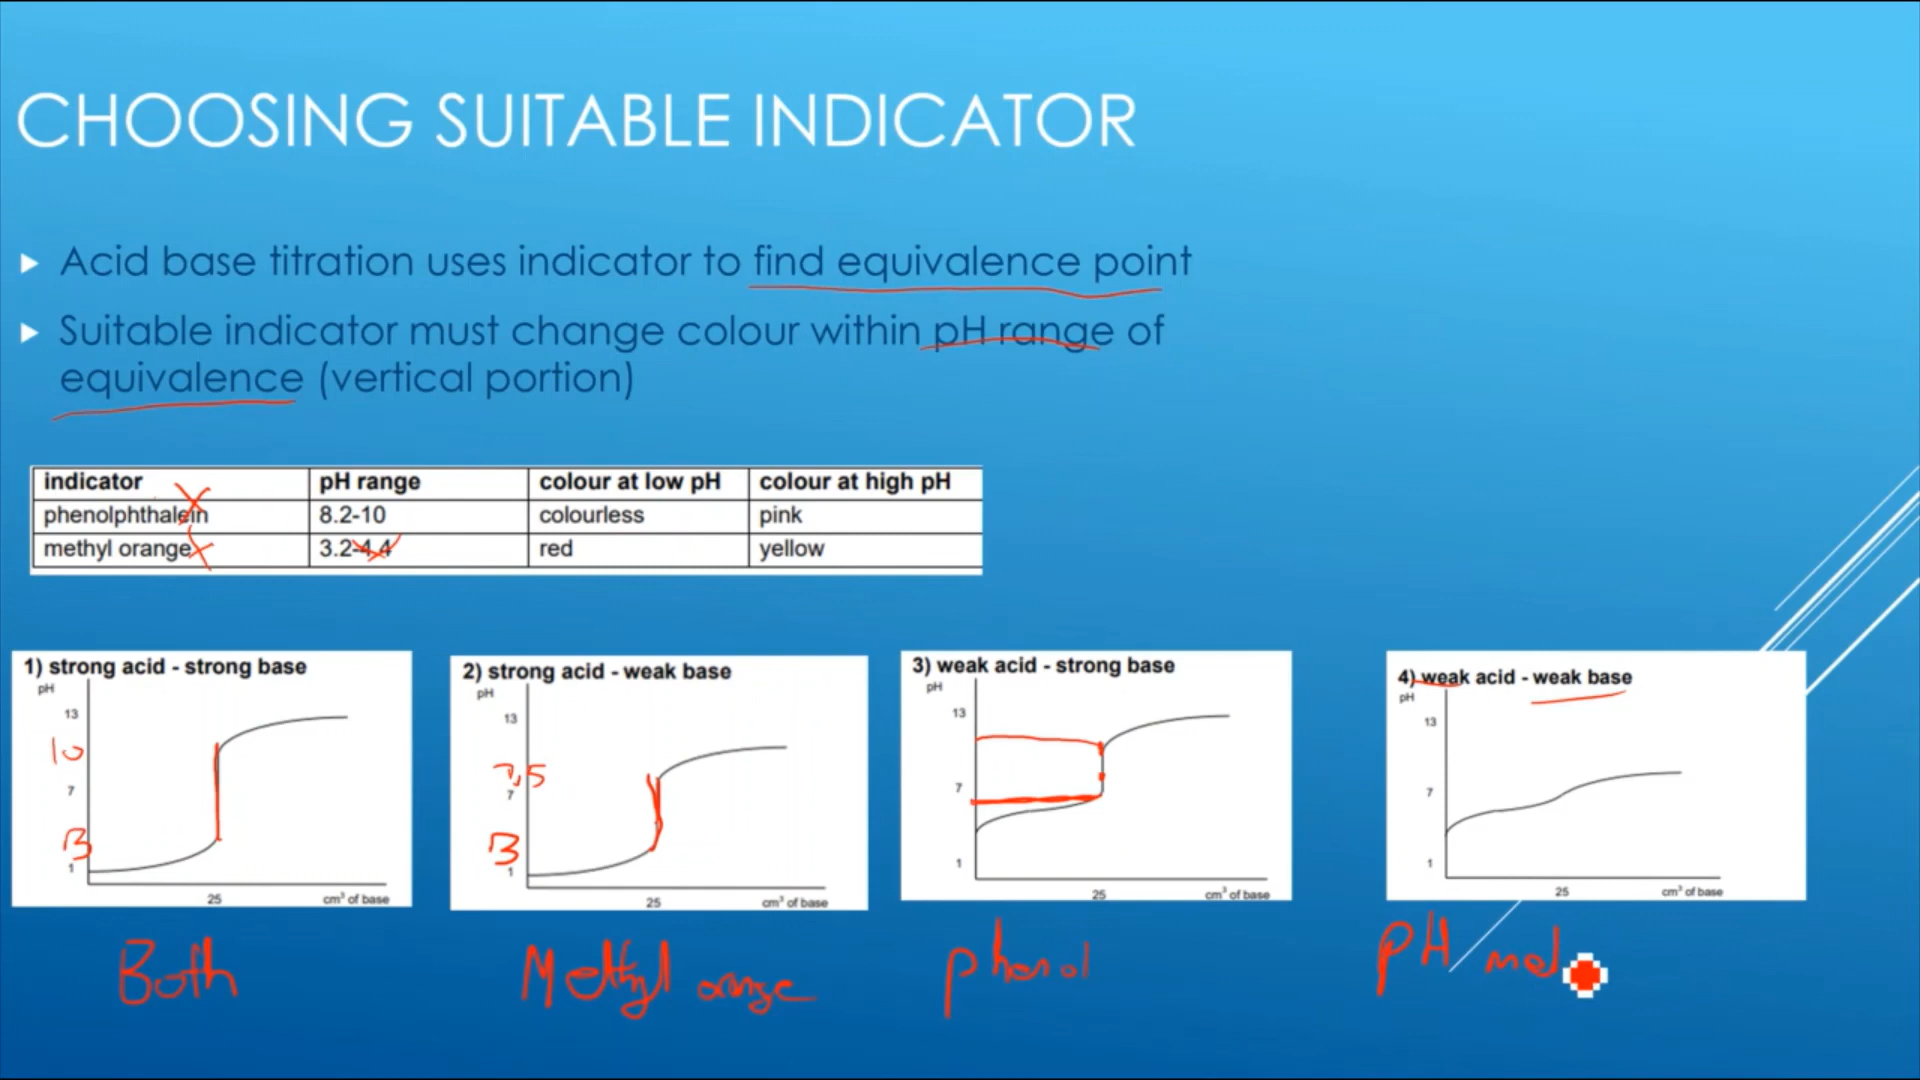 CHOOSING SUITABLE INDICATOR
Acid base titration uses indicator to find equivalence point
Suitable indicator must change colour within pH range of
equivalence (vertical portion)
indicator pH range colour at low pH colour at high pH
phenolphthalein 8.2-10 colourless pink
methyl orange 3.2-4.4 red yellow
1) strong acid - strong base
pH
13
10
7
3
1
25 cm³ of base
2) strong acid - weak base
pH
13
7,5
7
3
1
25 cm³ of base
3) weak acid - strong base
pH
13
7
1
25 cm³ of base
4) weak acid - weak base
pH
13
7
1
25 cm³ of base
Both
Methyl orange
phenol
PH